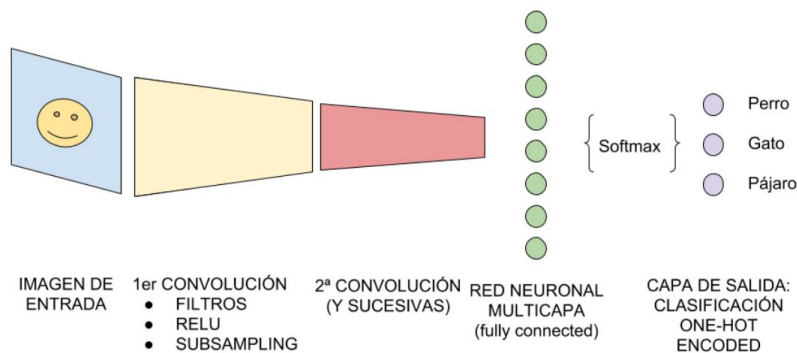 Perro
Softmax
Gato
Pájaro
IMAGEN DE
ENTRADA
1er CONVOLUCIÓN
● FILTROS
● RELU
● SUBSAMPLING
2ª CONVOLUCIÓN
(Y SUCESIVAS)
RED NEURONAL
MULTICAPA
(fully connected)
CAPA DE SALIDA:
CLASIFICACIÓN
ONE-HOT
ENCODED